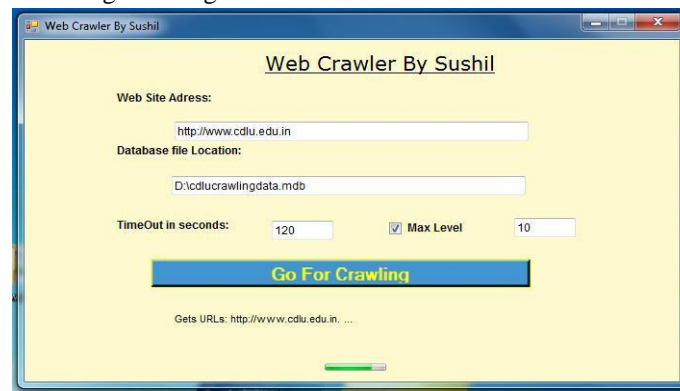 Web Crawler By Sushil
Web Crawler By Sushil
Web Site Adress:
http://www.cdlu.edu.in
Database file Location:
D:\cdlucrawlingdata.mdb
TimeOut in seconds: 120 Max Level 10
Go For Crawling
Gets URLs: http://www.cdlu.edu.in. ...